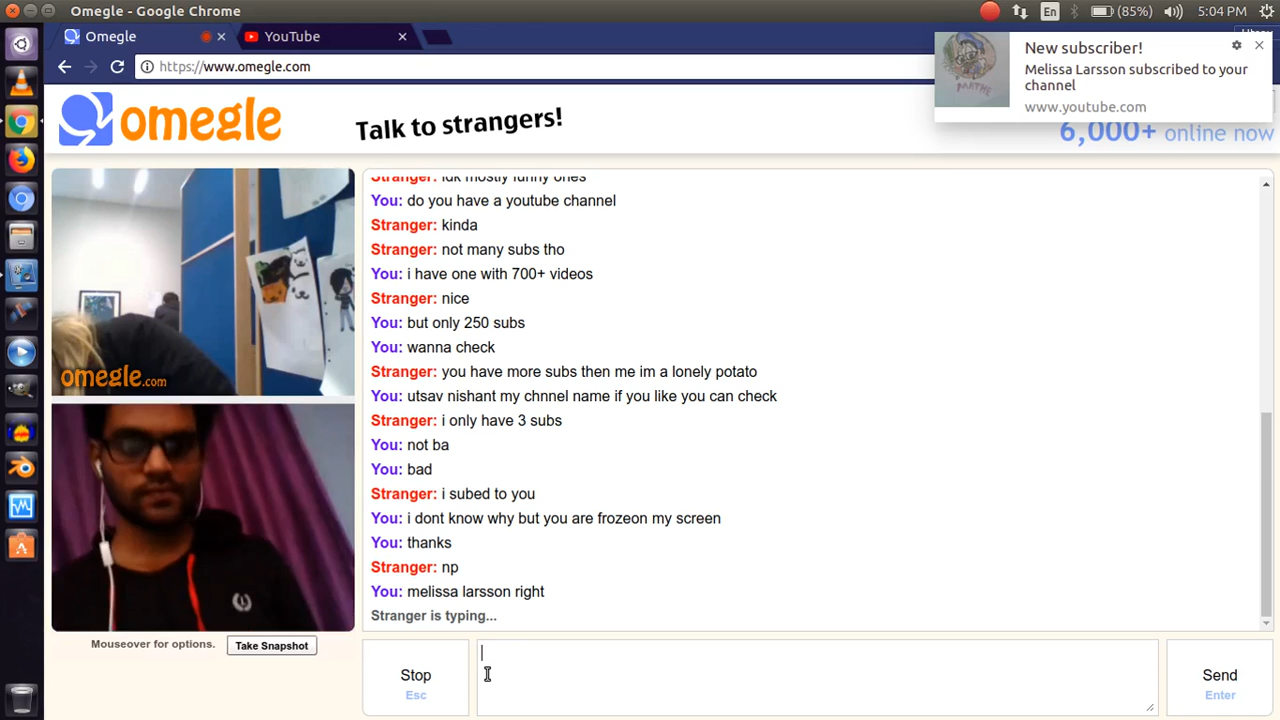 Omegle - Google Chrome
En
(85%)
5:04 PM
Omegle
YouTube
https://www.omegle.com
New subscriber!
Melissa Larsson subscribed to your
channel
www.youtube.com
omegle
Talk to strangers!
6,000+ online now
Stranger: idk mostly funny ones
You: do you have a youtube channel
Stranger: kinda
Stranger: not many subs tho
You: i have one with 700+ videos
Stranger: nice
You: but only 250 subs
You: wanna check
Stranger: you have more subs then me im a lonely potato
You: utsav nishant my chnnel name if you like you can check
Stranger: i only have 3 subs
You: not ba
You: bad
Stranger: i subed to you
You: i dont know why but you are frozeon my screen
You: thanks
Stranger: np
You: melissa larsson right
Stranger is typing...
omegle.com
MATHE
Mouseover for options.
Take Snapshot
Stop
Esc
Send
Enter